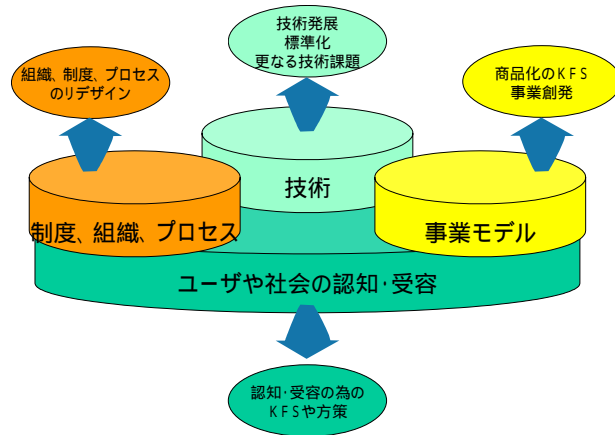 技術発展
標準化
更なる技術課題
組織、制度、プロセス
のリデザイン
商品化のKFS
事業創発
技術
制度、組織、プロセス
事業モデル
ユーザや社会の認知・受容
認知・受容の為の
KFSや方策